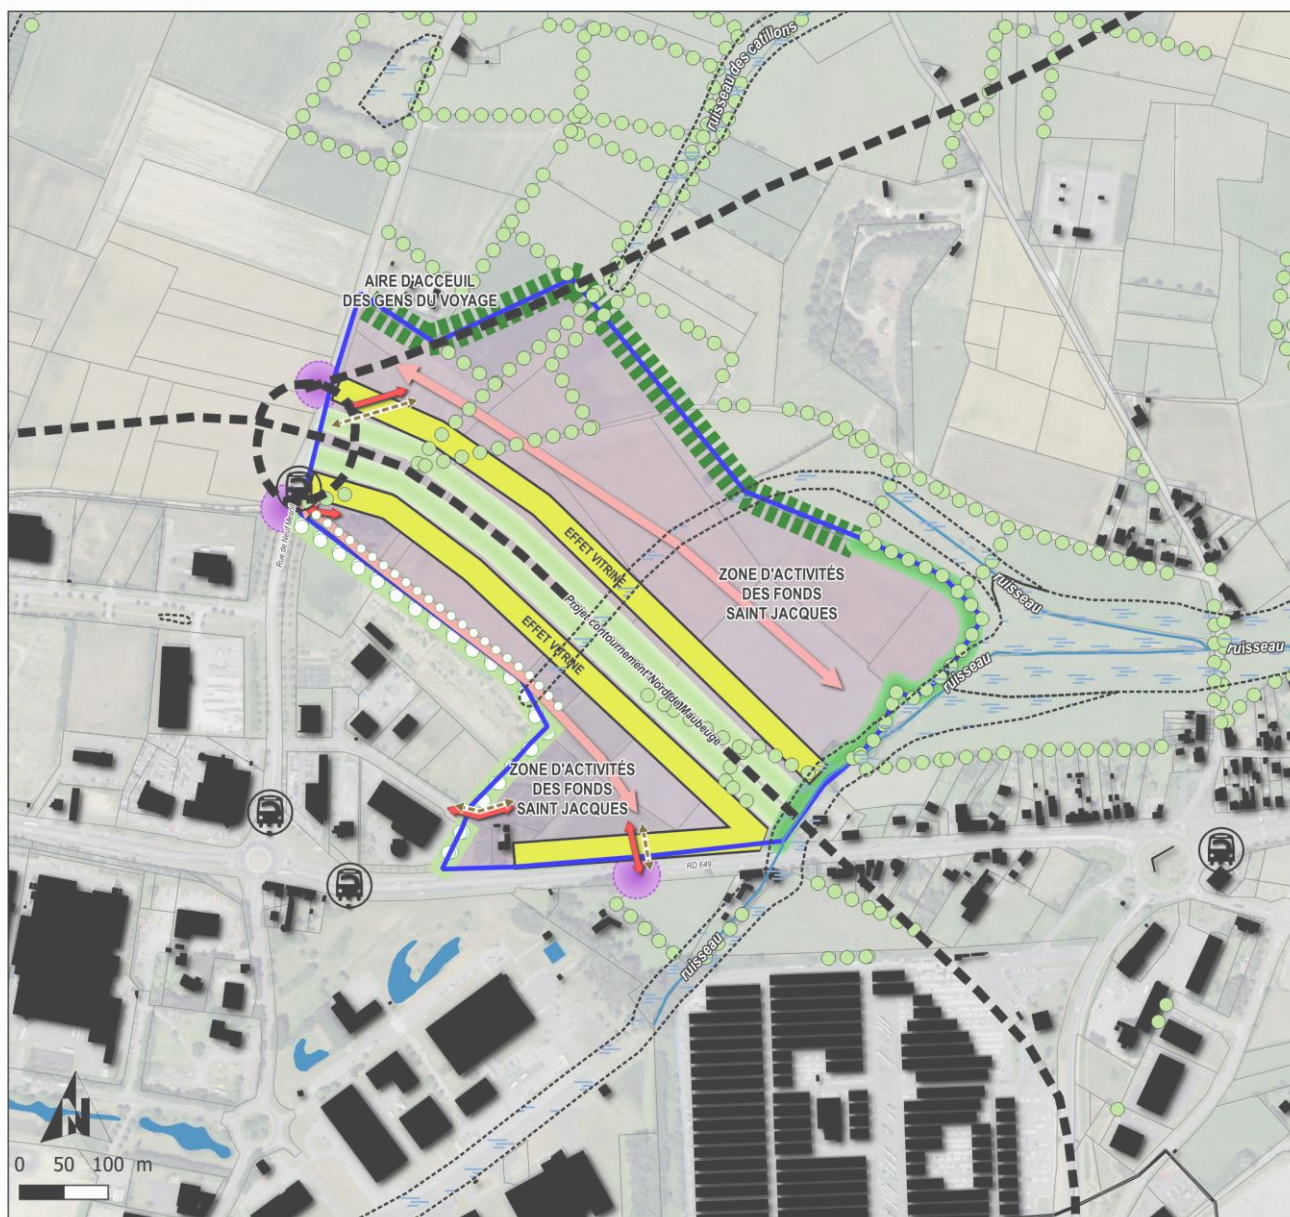 ruisseau des catillons
AIRE D'ACCEUIL
DES GENS DU VOYAGE
Rue de Neuf Mesnil
EFFET VITRINE
ZONE D'ACTIVITÉS
DES FONDS
SAINT JACQUES
ruisseau
EFFET VITRINE
Projet contournement Nord de Maubeuge
ruisseau
ruisseau
ZONE D'ACTIVITÉS
DES FONDS
SAINT JACQUES
RD 649
ruisseau
N
0 50 100 m